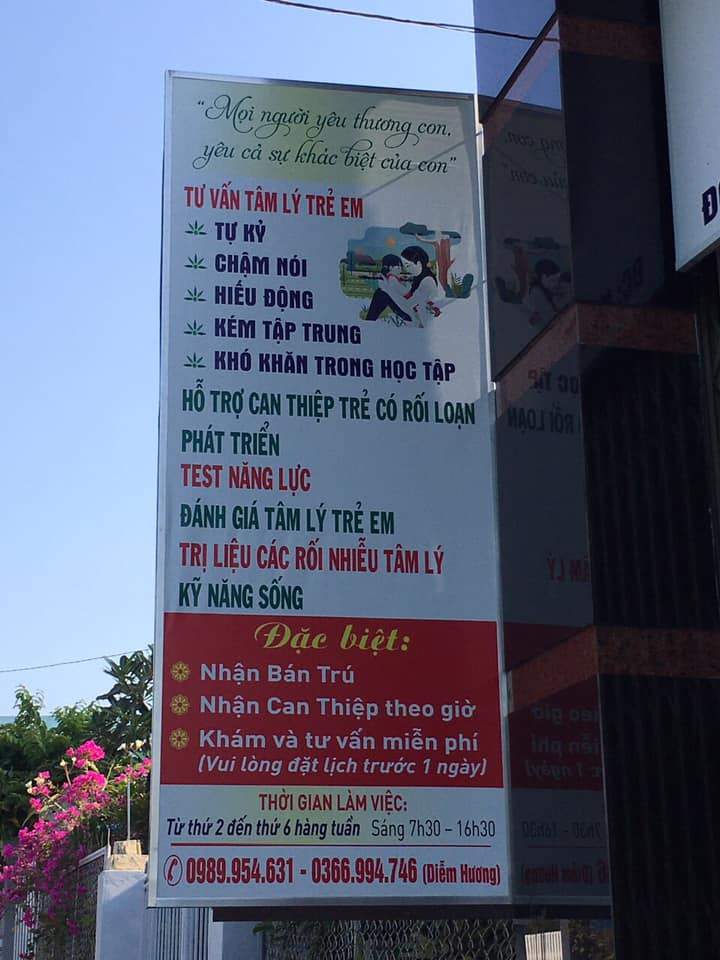 "Mọi người yêu thương con,
yêu cả sự khác biệt của con"
TƯ VẤN TÂM LÝ TRẺ EM
TỰ KỶ
CHẬM NÓI
HIẾU ĐỘNG
KÉM TẬP TRUNG
KHÓ KHĂN TRONG HỌC TẬP
HỖ TRỢ CAN THIỆP TRẺ CÓ RỐI LOẠN
PHÁT TRIỂN
TEST NĂNG LỰC
ĐÁNH GIÁ TÂM LÝ TRẺ EM
TRỊ LIỆU CÁC RỐI NHIỄU TÂM LÝ
KỸ NĂNG SỐNG
Đặc biệt:
Nhận Bán Trú
Nhận Can Thiệp theo giờ
Khám và tư vấn miễn phí
(Vui lòng đặt lịch trước 1 ngày)
THỜI GIAN LÀM VIỆC:
Từ thứ 2 đến thứ 6 hàng tuần Sáng 7h30 - 16h30
0989.954.631 - 0366.994.746 (Diễm Hương)